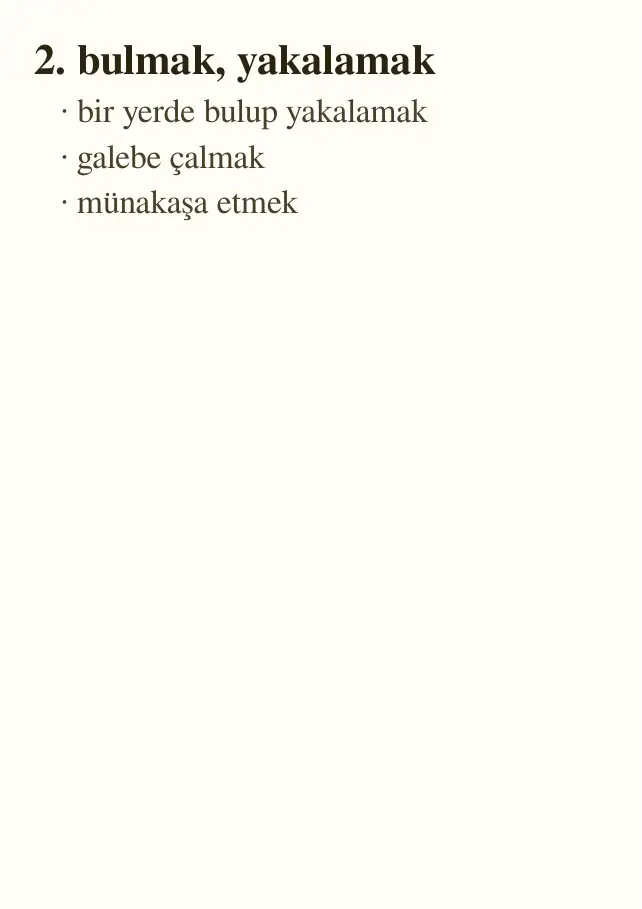 2. bulmak, yakalamak
· bir yerde bulup yakalamak
· galebe çalmak
· münakaşa etmek